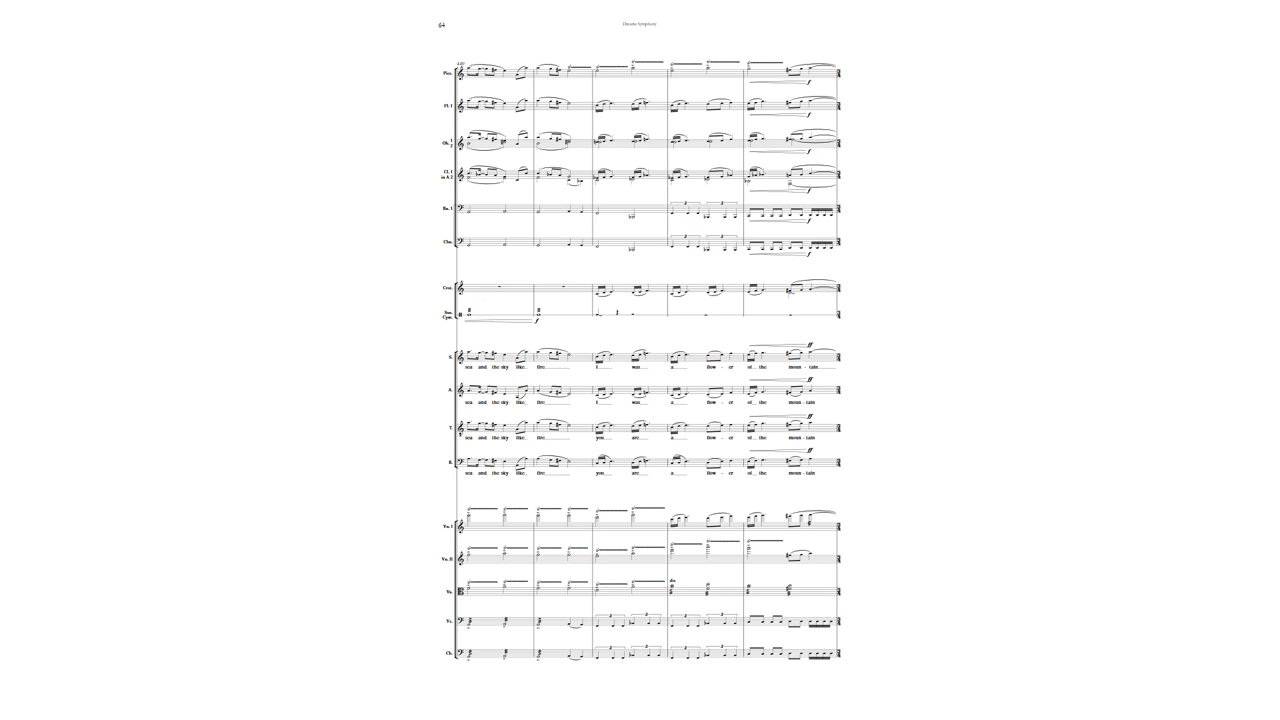 64
Dreams Symphony
Picc.
Fl. 1
Ob. 1
2
Cl. 1
in A 2
Bn. 1
Cbn.
Crot.
Sus.
Cym.
f
S.
sea and the sky like fire I was a flow - er of the moun - tain
A.
sea and the sky like fire I was a flow - er of the moun - tain
T.
sea and the sky like fire you are a flow - er of the moun - tain
B.
sea and the sky like fire you are a flow - er of the moun - tain
ff
Vn. I
Vn. II
Va.
div.
Vc.
Cb.